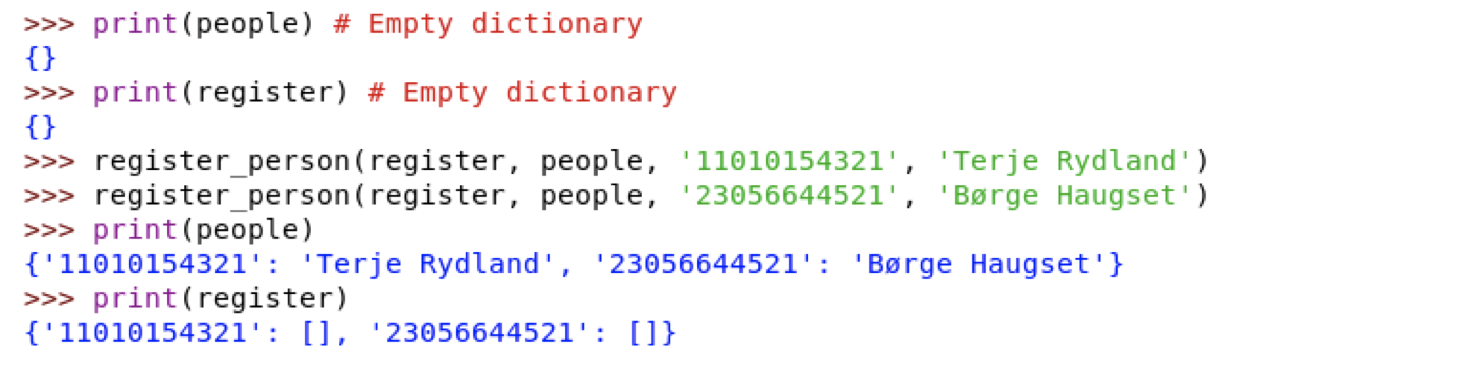 >>> print(people) # Empty dictionary
{}
>>> print(register) # Empty dictionary
{}
>>> register_person(register, people, '11010154321', 'Terje Rydland')
>>> register_person(register, people, '23056644521', 'Børge Haugset')
>>> print(people)
{'11010154321': 'Terje Rydland', '23056644521': 'Børge Haugset'}
>>> print(register)
{'11010154321': [], '23056644521': []}